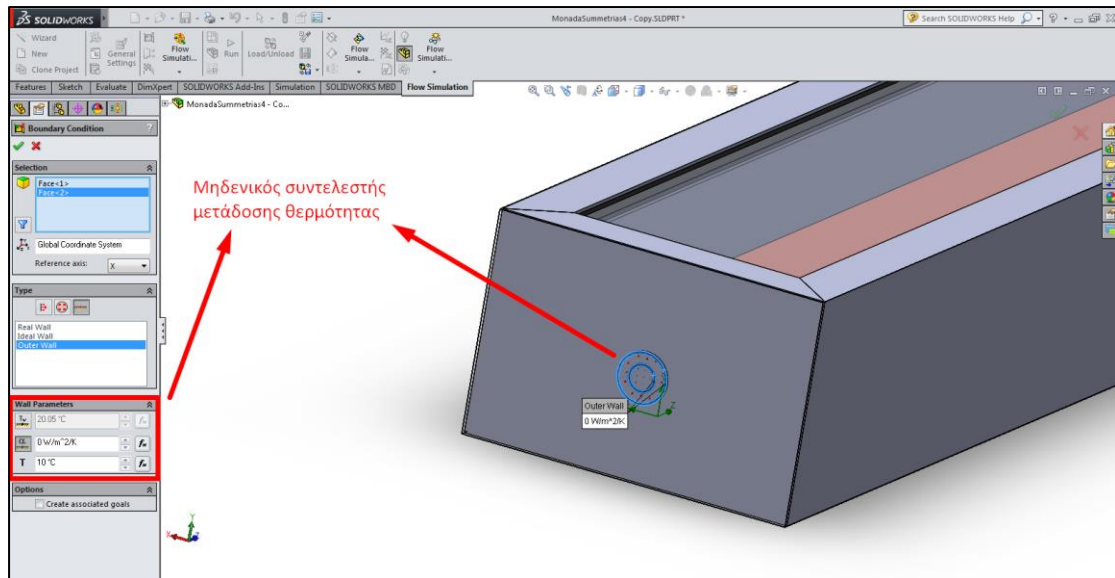 SOLIDWORKS
MonadaSummetrias4 - Copy.SLDPRT *
Search SOLIDWORKS Help
Wizard
New
Clone Project
General Settings
Flow Simulati...
Run
Load/Unload
Flow Simula...
Flow Simulati...
Features Sketch Evaluate DimXpert SOLIDWORKS Add-Ins Simulation SOLIDWORKS MBD Flow Simulation
MonadaSummetrias4 - Co...
Boundary Condition ?
Selection
Face<1>
Face<2>
Global Coordinate System
Reference axis: X
Type
Real Wall
Ideal Wall
Outer Wall
Wall Parameters
20.05 °C
0 W/m^2/K
T 10 °C
Options
Create associated goals
Μηδενικός συντελεστής
μετάδοσης θερμότητας
Outer Wall
0 W/m^2/K
Z
Y
X
Z